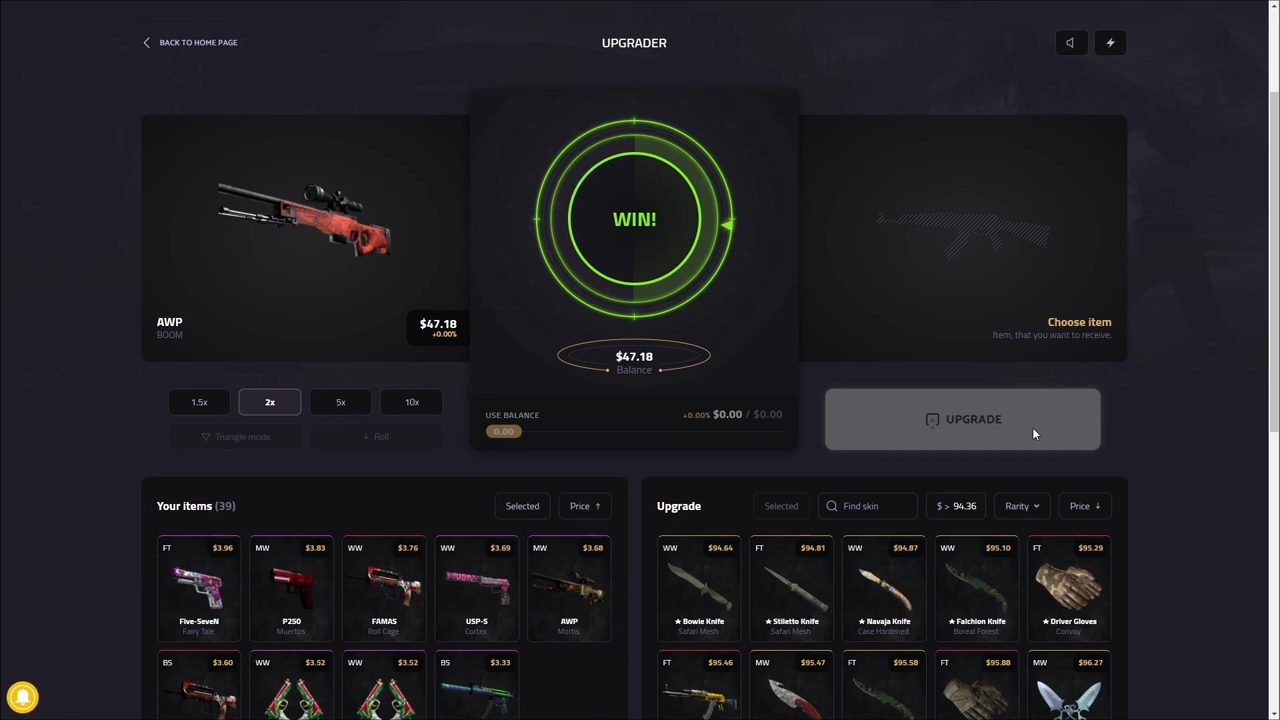 BACK TO HOME PAGE
UPGRADER
WIN!
AWP
BOOM
$47.18
+0.00%
Choose item
Item, that you want to receive.
$47.18
Balance
1.5x
2x
5x
10x
Triangle mode
Roll
USE BALANCE
+0.00% $0.00 / $0.00
0.00
UPGRADE
Your items (39)
Selected
Price
Upgrade
Selected
Find skin
$ > 94.36
Rarity
Price
FT $3.96
Five-SeveN
Fairy Tale
MW $3.83
P250
Muertos
WW $3.76
FAMAS
Roll Cage
WW $3.69
USP-S
Cortex
MW $3.68
AWP
Mortis
WW $94.64
★ Bowie Knife
Safari Mesh
FT $94.81
★ Stiletto Knife
Safari Mesh
WW $94.87
★ Navaja Knife
Case Hardened
WW $95.10
★ Falchion Knife
Boreal Forest
FT $95.29
★ Driver Gloves
Convoy
BS $3.60
WW $3.52
WW $3.52
BS $3.33
FT $95.46
MW $95.47
FT $95.58
FT $95.88
MW $96.27